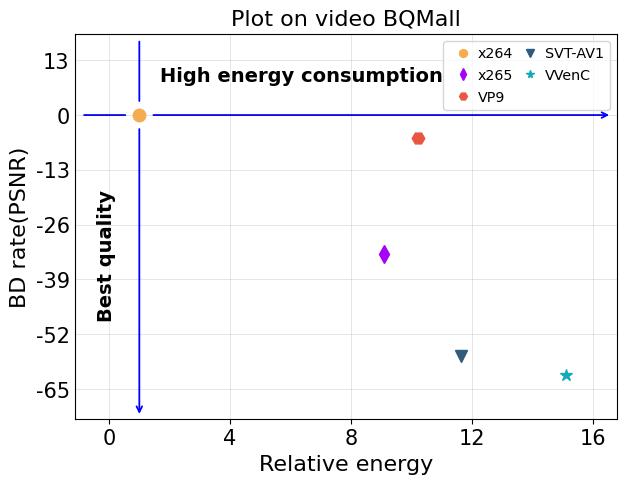 Plot on video BQMall
13
0
-13
-26
-39
-52
-65
BD rate(PSNR)
High energy consumption
Best quality
x264
x265
VP9
SVT-AV1
VVenC
0 4 8 12 16
Relative energy